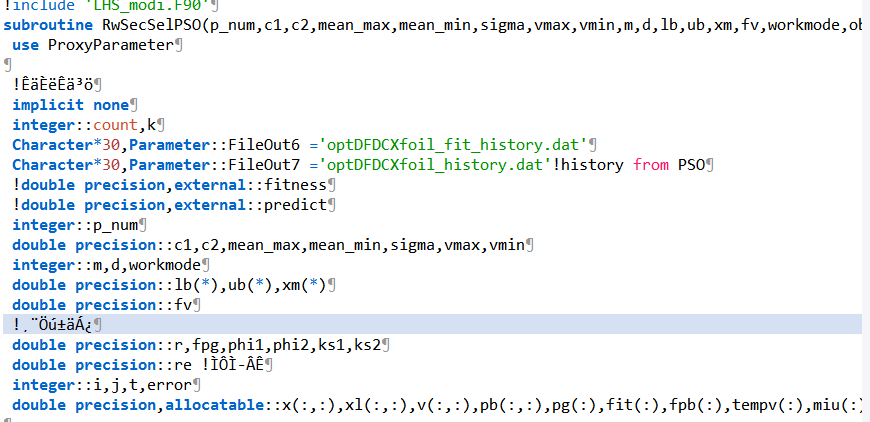 !include 'LHS_modi.F90'¶
subroutine RwSecSelPSO(p_num,c1,c2,mean_max,mean_min,sigma,vmax,vmin,m,d,lb,ub,xm,fv,workmode,ob
use ProxyParameter¶
¶
!ÊäÈëÊä³ö¶
implicit none¶
integer::count,k¶
Character*30,Parameter::FileOut6 ='optDFDCXfoil_fit_history.dat'¶
Character*30,Parameter::FileOut7 ='optDFDCXfoil_history.dat'!history from PSO¶
!double precision,external::fitness¶
!double precision,external::predict¶
integer::p_num¶
double precision::c1,c2,mean_max,mean_min,sigma,vmax,vmin¶
integer::m,d,workmode¶
double precision::lb(*),ub(*),xm(*)¶
double precision::fv¶
!¸¨Öú±äÁ¿¶
double precision::r,fpg,phi1,phi2,ks1,ks2¶
double precision::re !ÌÔÌ-ÂÊ¶
integer::i,j,t,error¶
double precision,allocatable::x(:,:),xl(:,:),v(:,:),pb(:,:),pg(:),fit(:),fpb(:),tempv(:),miu(:)
¶